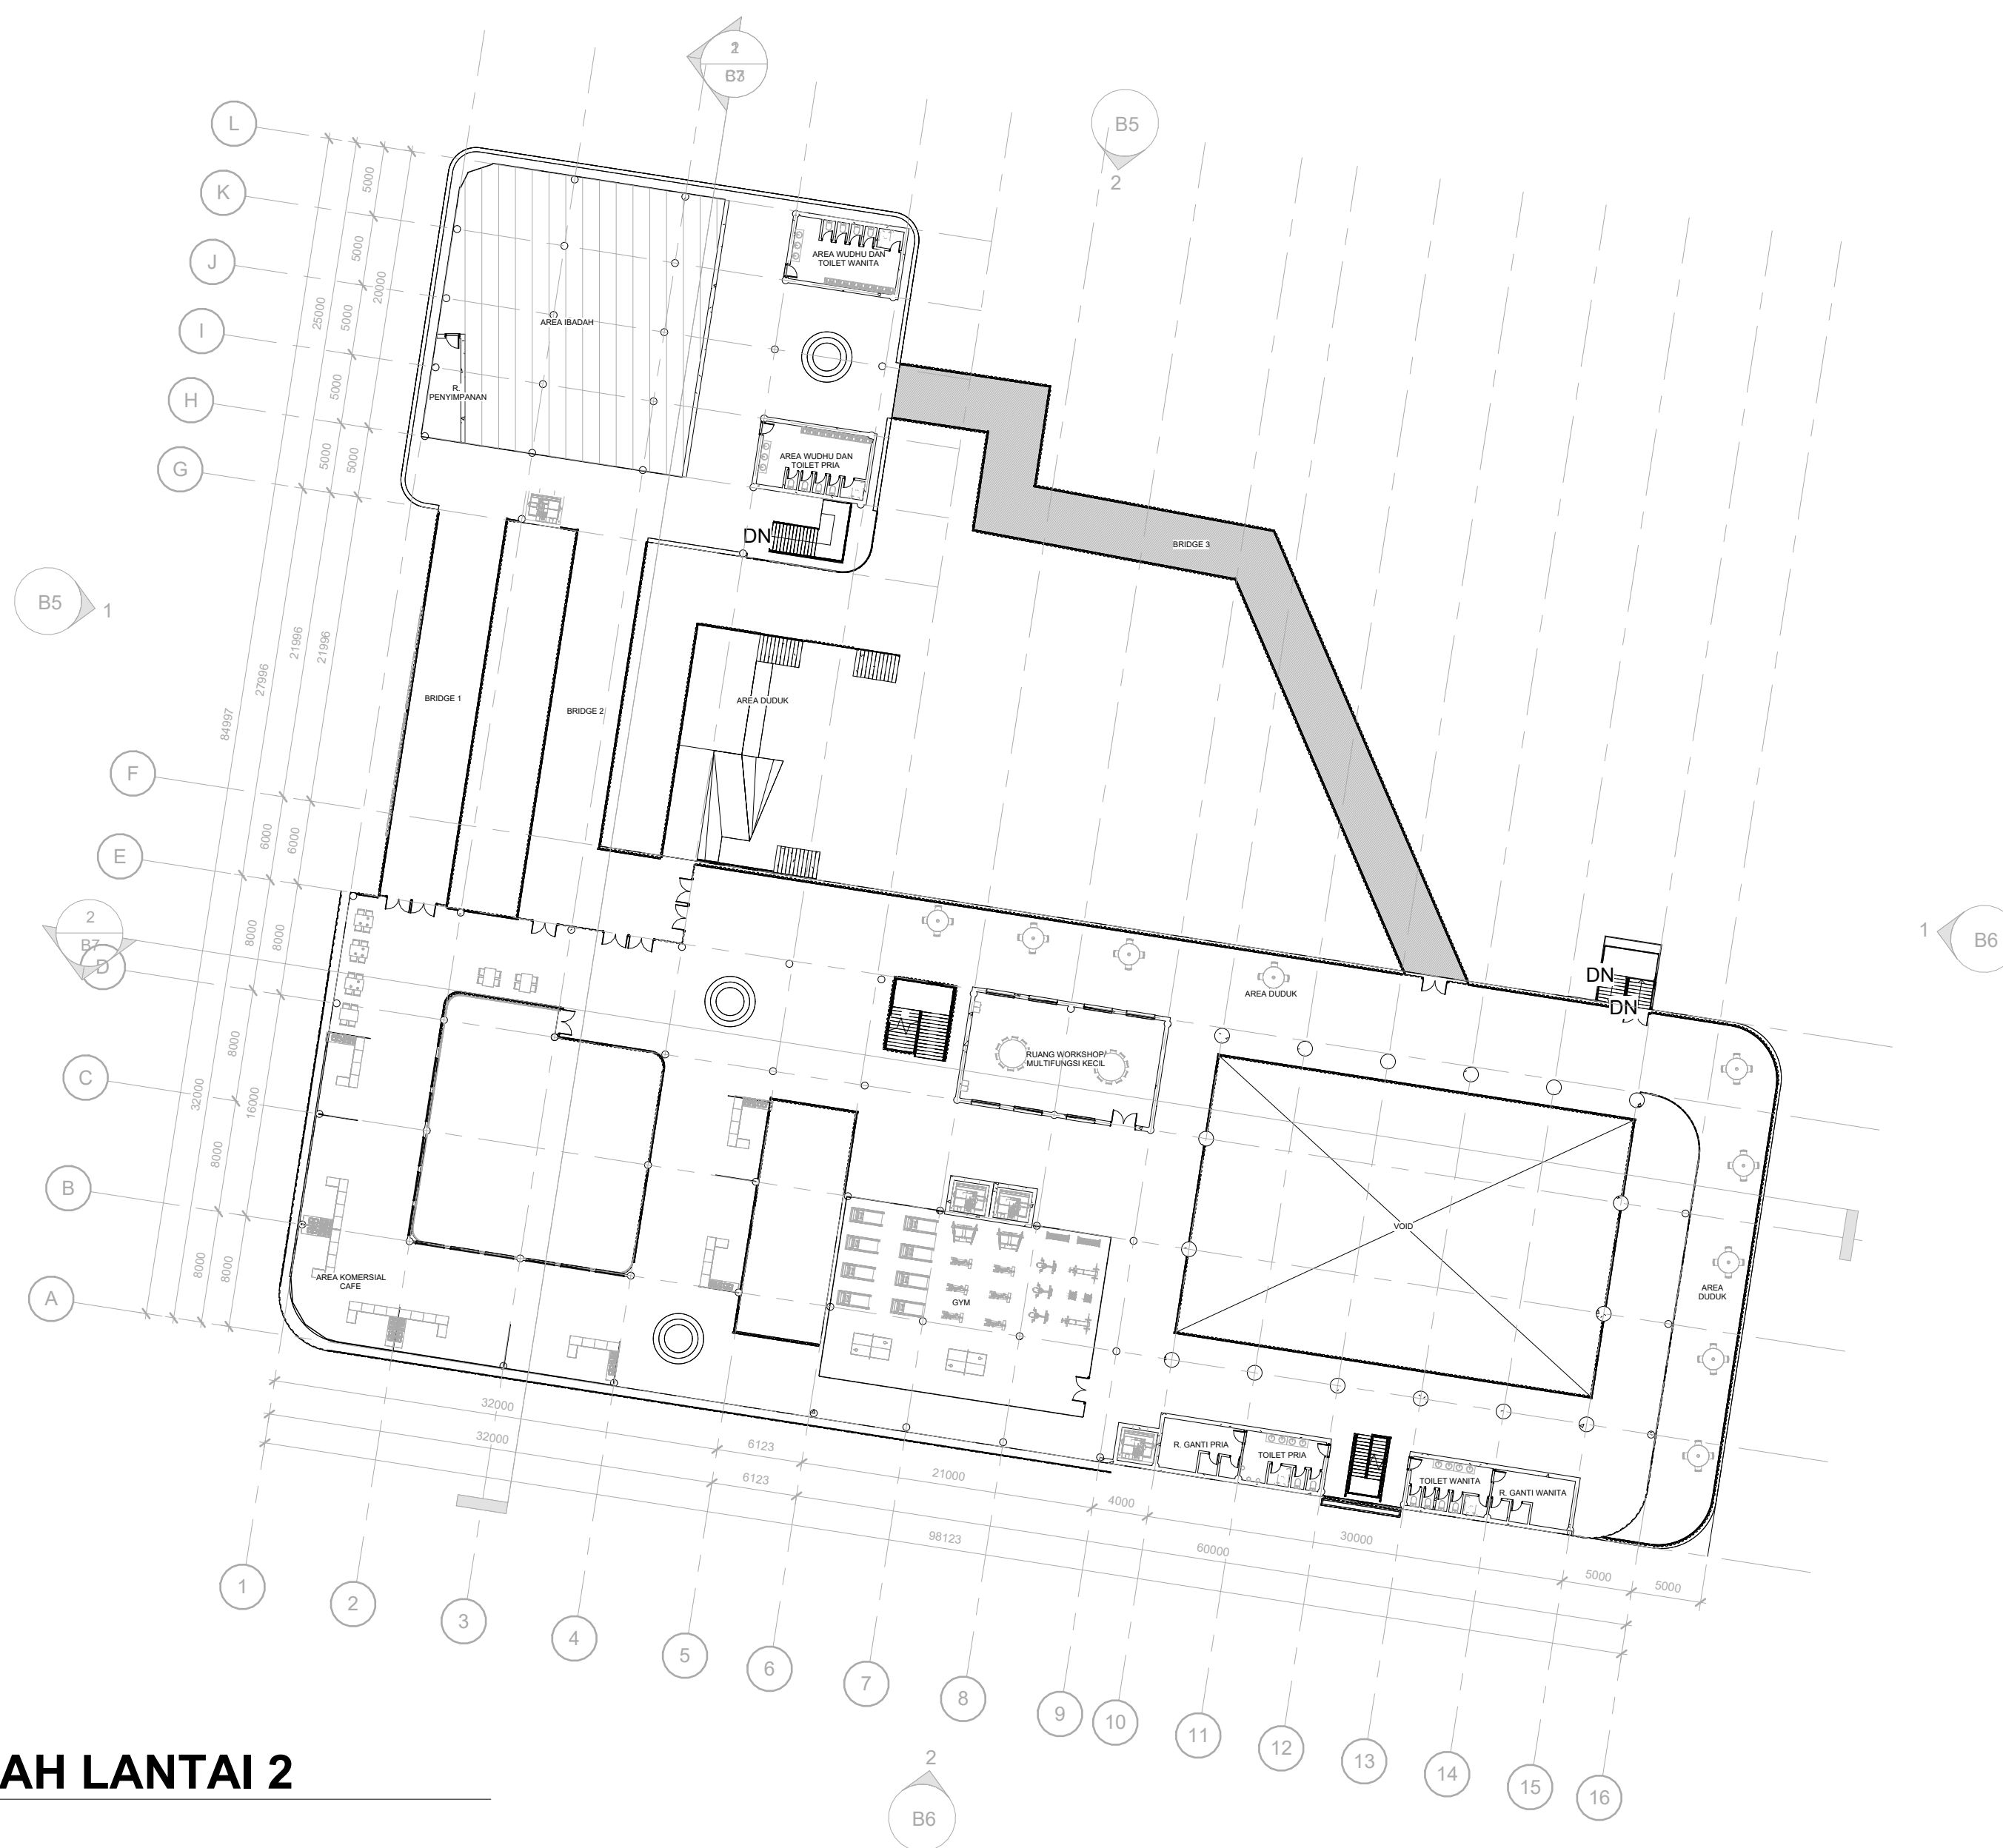 2
B5
2
L
K
J
I
H
G
F
E
D
C
B
A
5000
5000
5000
5000
5000
20000
5000
25000
21996
21996
27996
84997
6000
6000
8000
8000
8000
16000
32000
8000
8000
8000
AREA WUDHU DAN
TOILET WANITA
AREA IBADAH
R.
PENYIMPANAN
AREA WUDHU DAN
TOILET PRIA
DN
BRIDGE 3
B5
1
BRIDGE 1
BRIDGE 2
AREA DUDUK
2
B7
1
B6
DN
DN
AREA DUDUK
RUANG WORKSHOP/
MULTIFUNGSI KECIL
VOID
AREA KOMERSIAL
CAFE
GYM
AREA
DUDUK
R. GANTI PRIA
TOILET PRIA
TOILET WANITA
R. GANTI WANITA
32000
32000
6123
6123
21000
4000
30000
5000
5000
98123
60000
1
2
3
4
5
6
7
8
9
10
11
12
13
14
15
16
AH LANTAI 2
2
B6